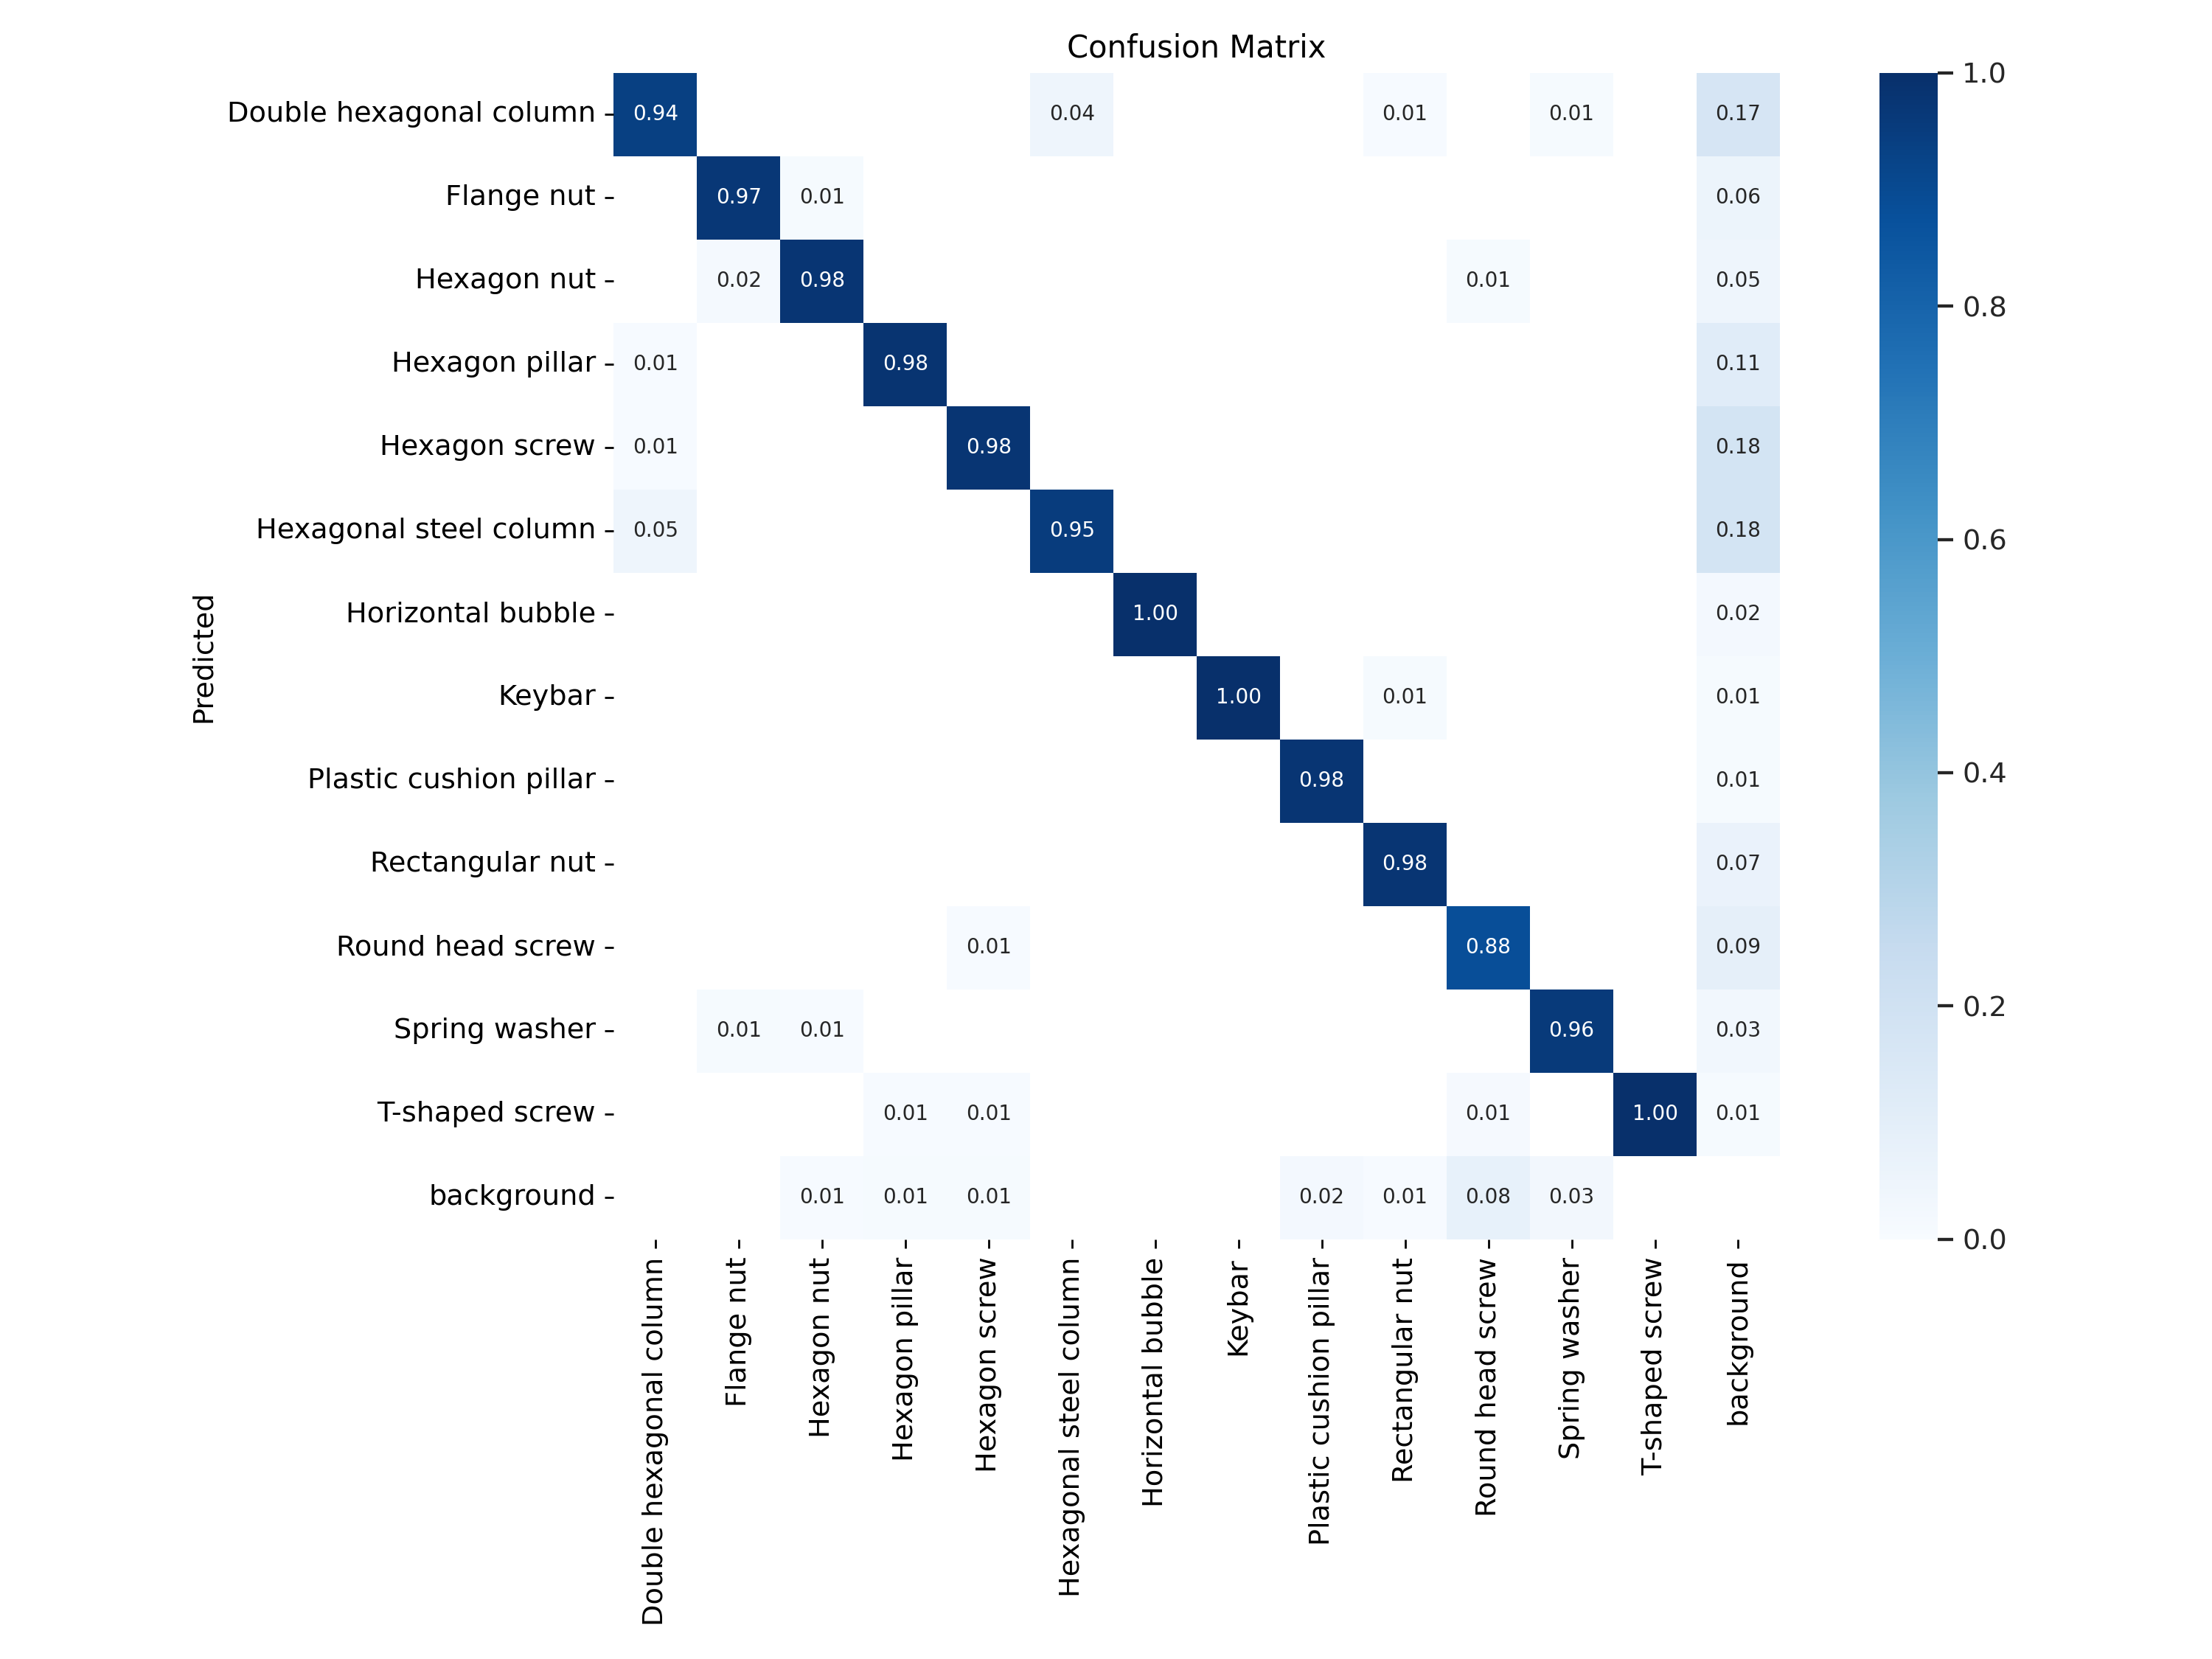 Confusion Matrix
Double hexagonal column 0.94 0.04 0.01 0.01 0.17
Flange nut 0.97 0.01 0.06
Hexagon nut 0.02 0.98 0.01 0.05
Hexagon pillar 0.01 0.98 0.11
Hexagon screw 0.01 0.98 0.18
Hexagonal steel column 0.05 0.95 0.18
Horizontal bubble 1.00 0.02
Keybar 1.00 0.01 0.01
Plastic cushion pillar 0.98 0.01
Rectangular nut 0.98 0.07
Round head screw 0.01 0.88 0.09
Spring washer 0.01 0.01 0.96 0.03
T-shaped screw 0.01 0.01 0.01 1.00 0.01
background 0.01 0.01 0.01 0.02 0.01 0.08 0.03
Predicted
Double hexagonal column
Flange nut
Hexagon nut
Hexagon pillar
Hexagon screw
Hexagonal steel column
Horizontal bubble
Keybar
Plastic cushion pillar
Rectangular nut
Round head screw
Spring washer
T-shaped screw
background
1.0
0.8
0.6
0.4
0.2
0.0